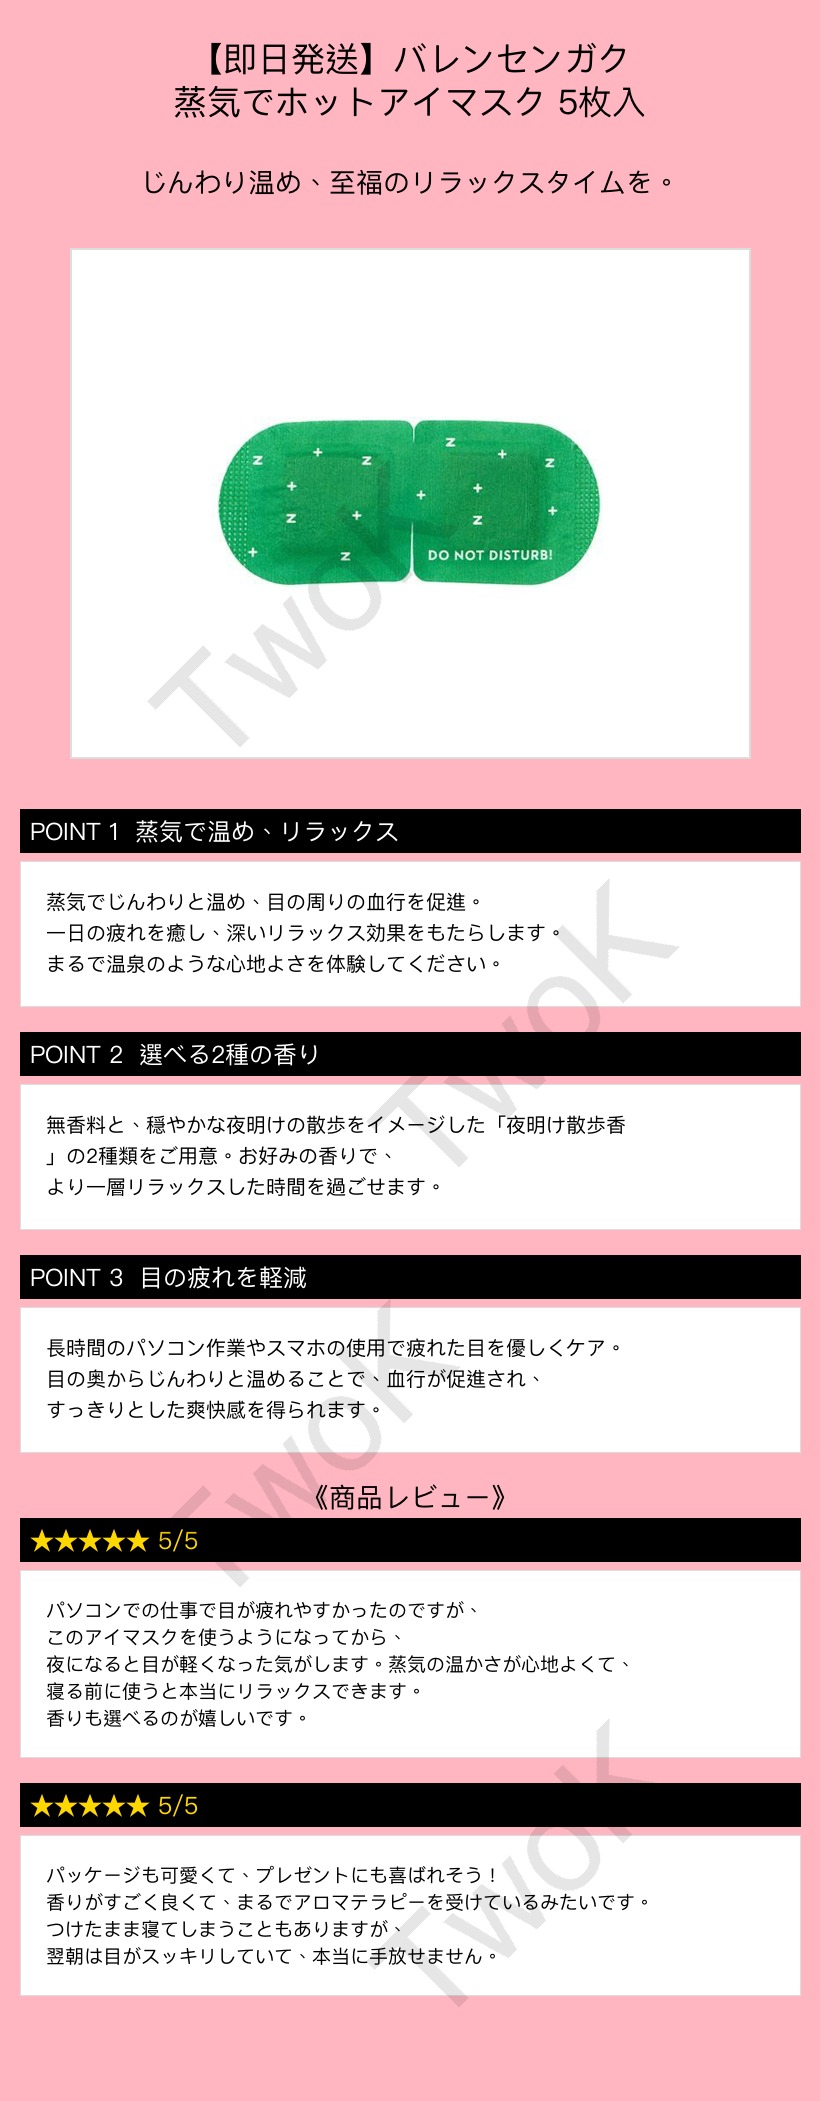 【即日発送】バレンセンガク
蒸気でホットアイマスク 5枚入
じんわり温め、至福のリラックスタイムを。
z + z z + z
+ + +
z + z +
+ z DO NOT DISTURB!
TwoK
POINT 1 蒸気で温め、リラックス
蒸気でじんわりと温め、目の周りの血行を促進。
一日の疲れを癒し、深いリラックス効果をもたらします。
まるで温泉のような心地よさを体験してください。
TwoK
POINT 2 選べる2種の香り
無香料と、穏やかな夜明けの散歩をイメージした「夜明け散歩香
」の2種類をご用意。お好みの香りで、
より一層リラックスした時間を過ごせます。
POINT 3 目の疲れを軽減
長時間のパソコン作業やスマホの使用で疲れた目を優しくケア。
目の奥からじんわりと温めることで、血行が促進され、
すっきりとした爽快感を得られます。
TwoK
《商品レビュー》
★★★★★ 5/5
パソコンでの仕事で目が疲れやすかったのですが、
このアイマスクを使うようになってから、
夜になると目が軽くなった気がします。蒸気の温かさが心地よくて、
寝る前に使うと本当にリラックスできます。
香りも選べるのが嬉しいです。
★★★★★ 5/5
パッケージも可愛くて、プレゼントにも喜ばれそう！
香りがすごく良くて、まるでアロマテラピーを受けているみたいです。
つけたまま寝てしまうこともありますが、
翌朝は目がスッキリしていて、本当に手放せません。
TwoK